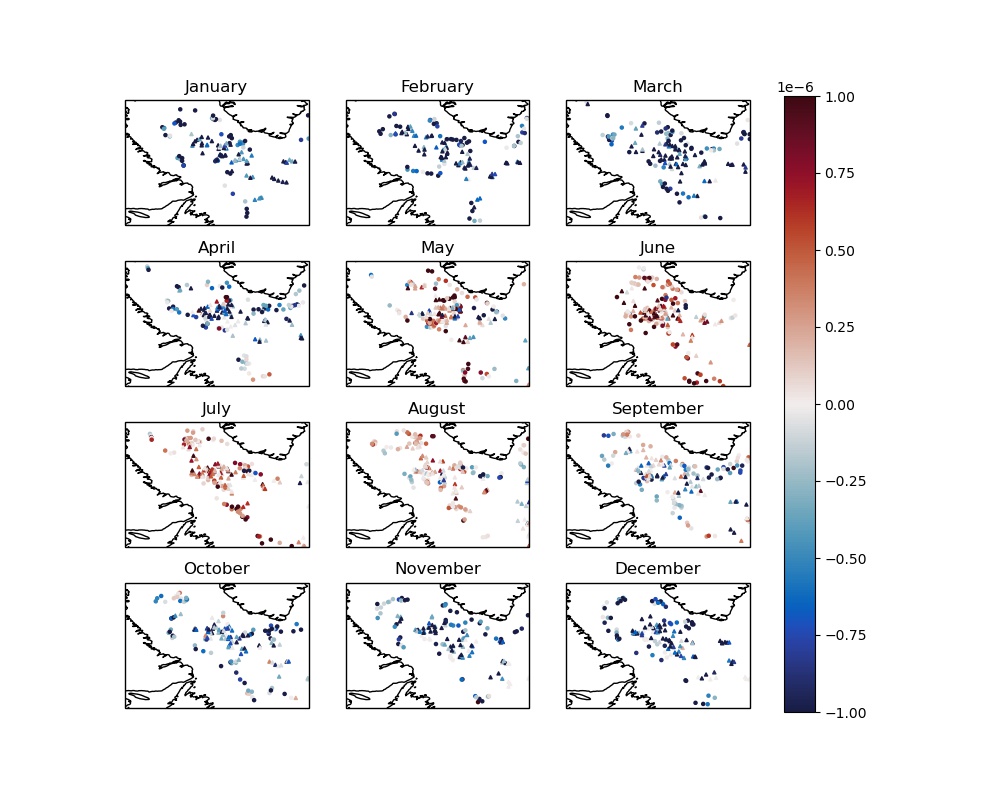 January February March
1e−6
1.00
0.75
0.50
April May June
0.25
0.00
July August September
−0.25
−0.50
October November December
−0.75
−1.00